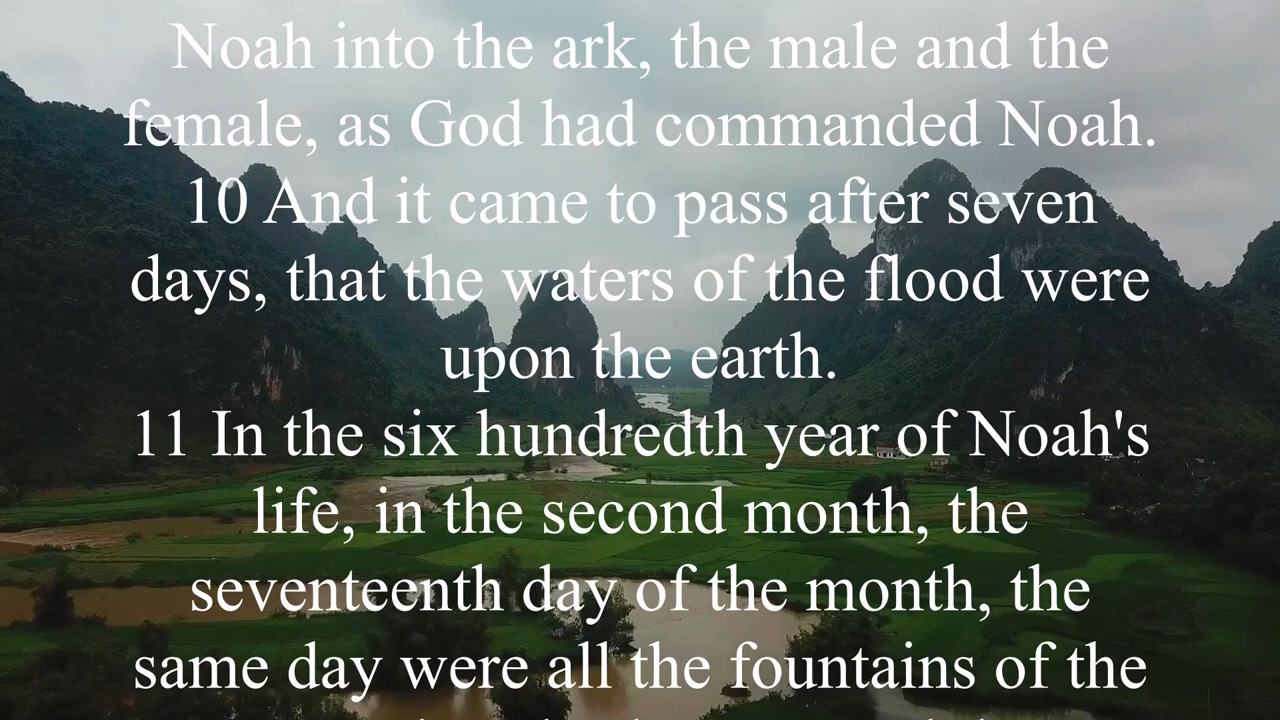 Noah into the ark, the male and the
female, as God had commanded Noah.
10 And it came to pass after seven
days, that the waters of the flood were
upon the earth.
11 In the six hundredth year of Noah's
life, in the second month, the
seventeenth day of the month, the
same day were all the fountains of the